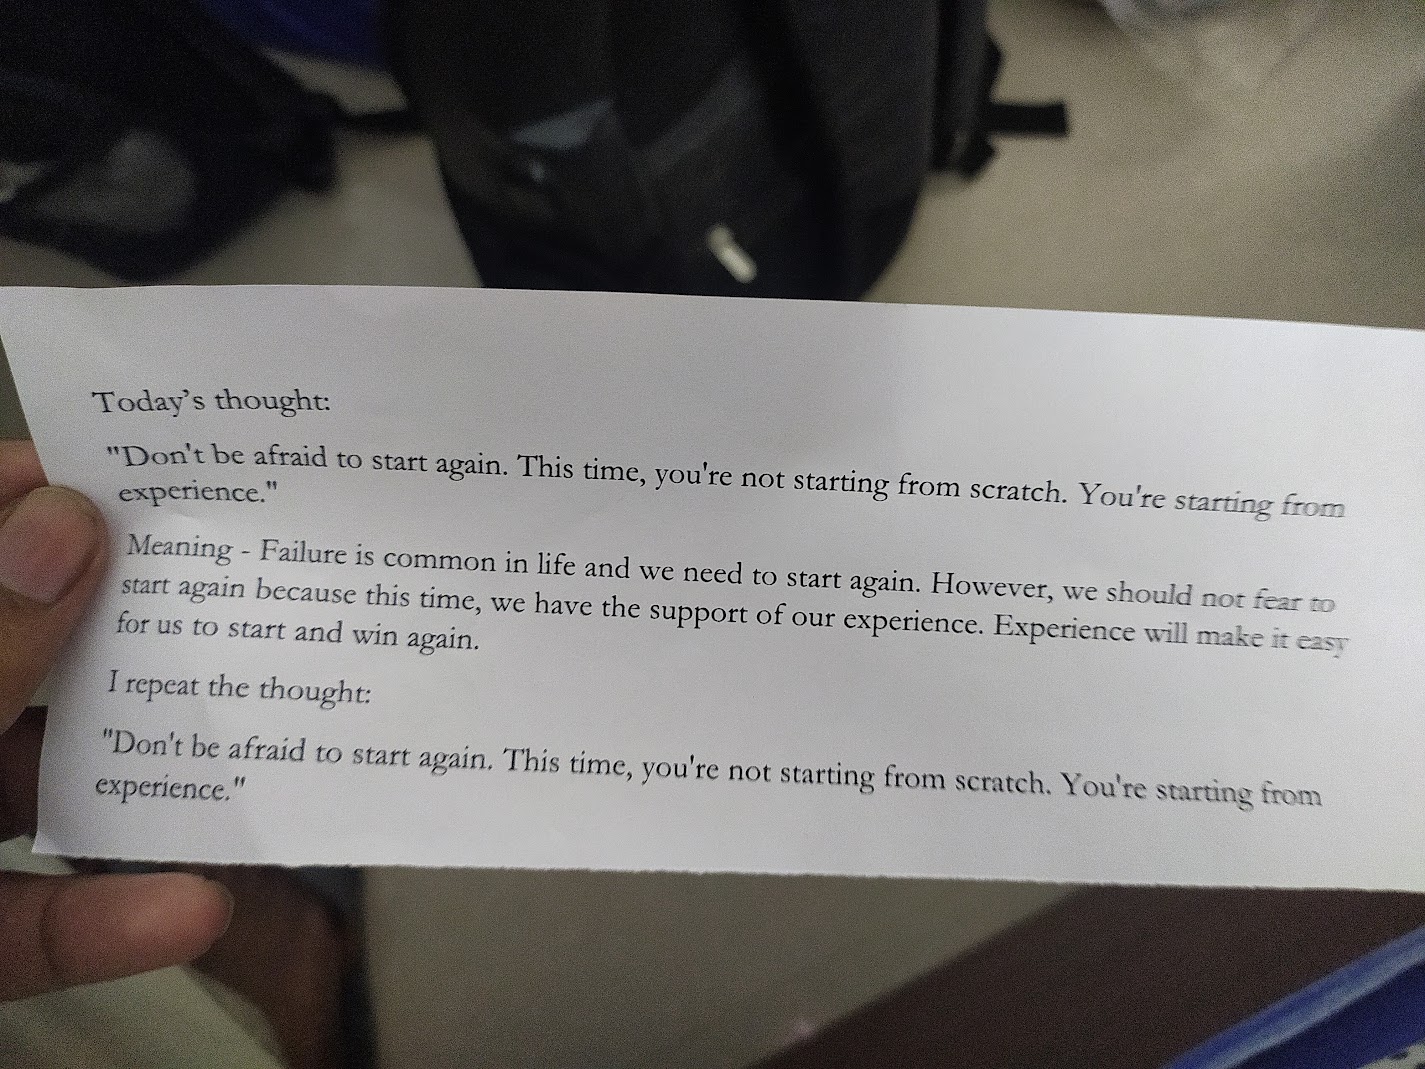 Today’s thought:
"Don't be afraid to start again. This time, you're not starting from scratch. You're starting from
experience."
Meaning - Failure is common in life and we need to start again. However, we should not fear to
start again because this time, we have the support of our experience. Experience will make it easy
for us to start and win again.
I repeat the thought:
"Don't be afraid to start again. This time, you're not starting from scratch. You're starting from
experience."